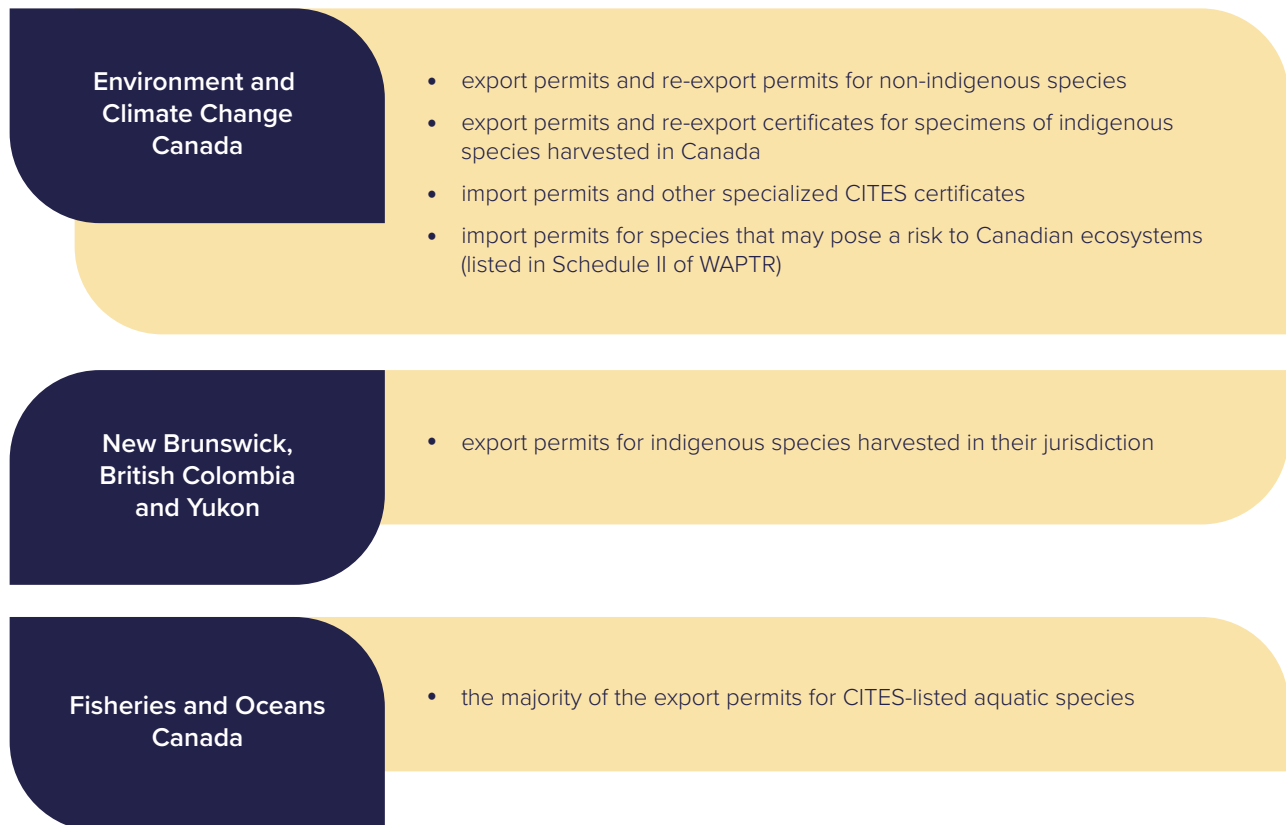 Environment and
Climate Change
Canada
• export permits and re-export permits for non-indigenous species
• export permits and re-export certificates for specimens of indigenous
species harvested in Canada
• import permits and other specialized CITES certificates
• import permits for species that may pose a risk to Canadian ecosystems
(listed in Schedule II of WAPTR)
New Brunswick,
British Colombia
and Yukon
• export permits for indigenous species harvested in their jurisdiction
Fisheries and Oceans
Canada
• the majority of the export permits for CITES-listed aquatic species